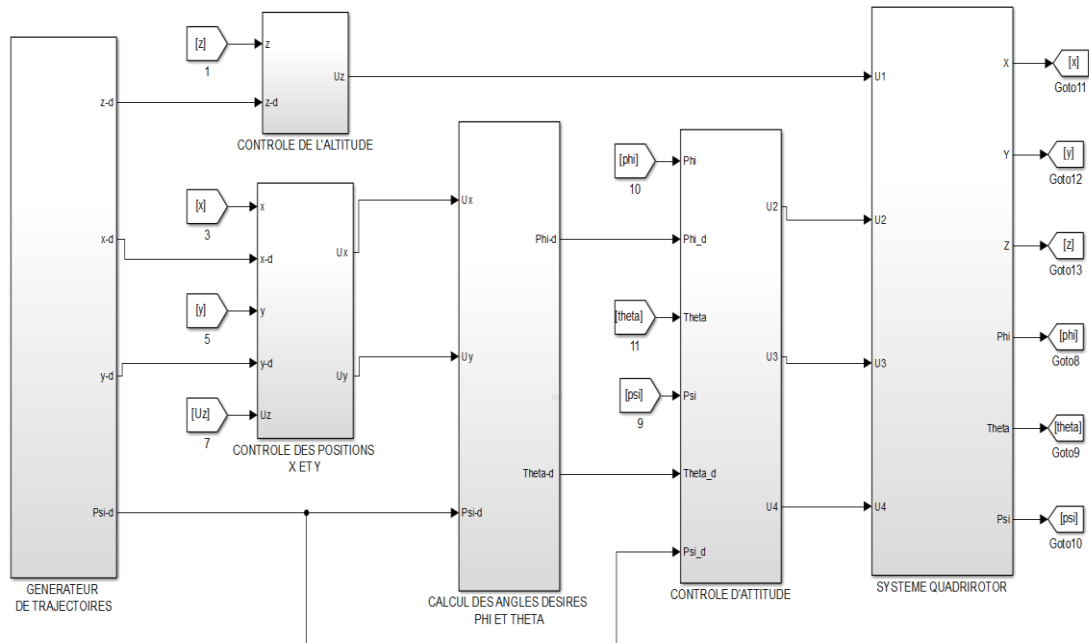 z-d
x-d
y-d
Psi-d
GENERATEUR
DE TRAJECTOIRES
[z]
1
z
z-d
Uz
CONTROLE DE L'ALTITUDE
[x]
3
[y]
5
[Uz]
7
x
x-d
y
y-d
Uz
Ux
Uy
CONTROLE DES POSITIONS
X ET Y
Ux
Uy
Psi-d
Phi-d
Theta-d
CALCUL DES ANGLES DESIRES
PHI ET THETA
[phi]
10
[theta]
11
[psi]
9
Phi
Phi_d
Theta
Psi
Theta_d
Psi_d
U2
U3
U4
CONTROLE D'ATTITUDE
U1
U2
U3
U4
X
Y
Z
Phi
Theta
Psi
SYSTEME QUADRIROTOR
[x]
Goto11
[y]
Goto12
[z]
Goto13
[phi]
Goto8
[theta]
Goto9
[psi]
Goto10